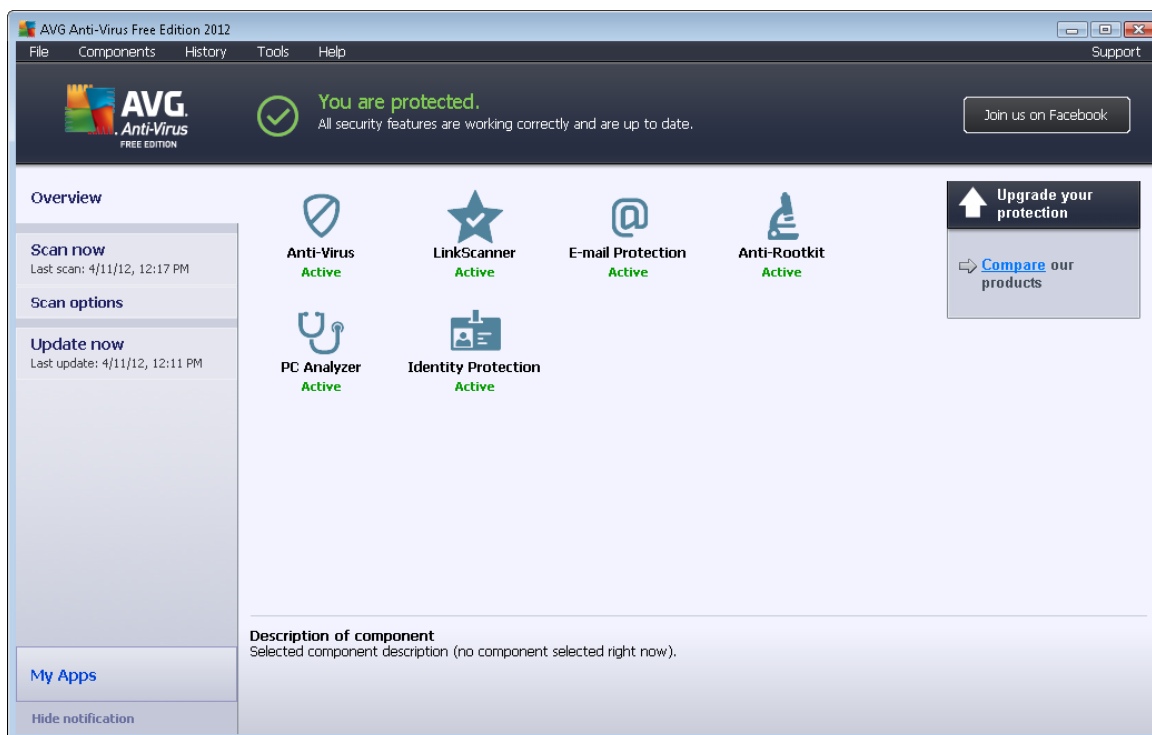 AVG Anti-Virus Free Edition 2012
File Components History Tools Help Support
AVG.
Anti-Virus
FREE EDITION
You are protected.
All security features are working correctly and are up to date.
Join us on Facebook
Overview
Scan now
Last scan: 4/11/12, 12:17 PM
Scan options
Update now
Last update: 4/11/12, 12:11 PM
Anti-Virus
Active
LinkScanner
Active
E-mail Protection
Active
Anti-Rootkit
Active
PC Analyzer
Active
Identity Protection
Active
Upgrade your
protection
Compare our
products
Description of component
Selected component description (no component selected right now).
My Apps
Hide notification